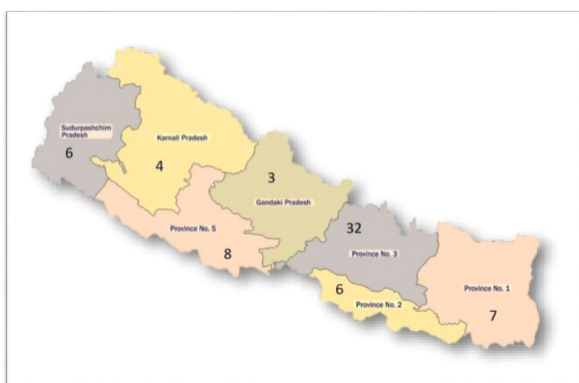 Sudurpashchim
Pradesh
6
Karnali Pradesh
4
3
Gandaki Pradesh
Province No. 5
8
32
Province No. 3
6
Province No. 2
Province No. 1
7